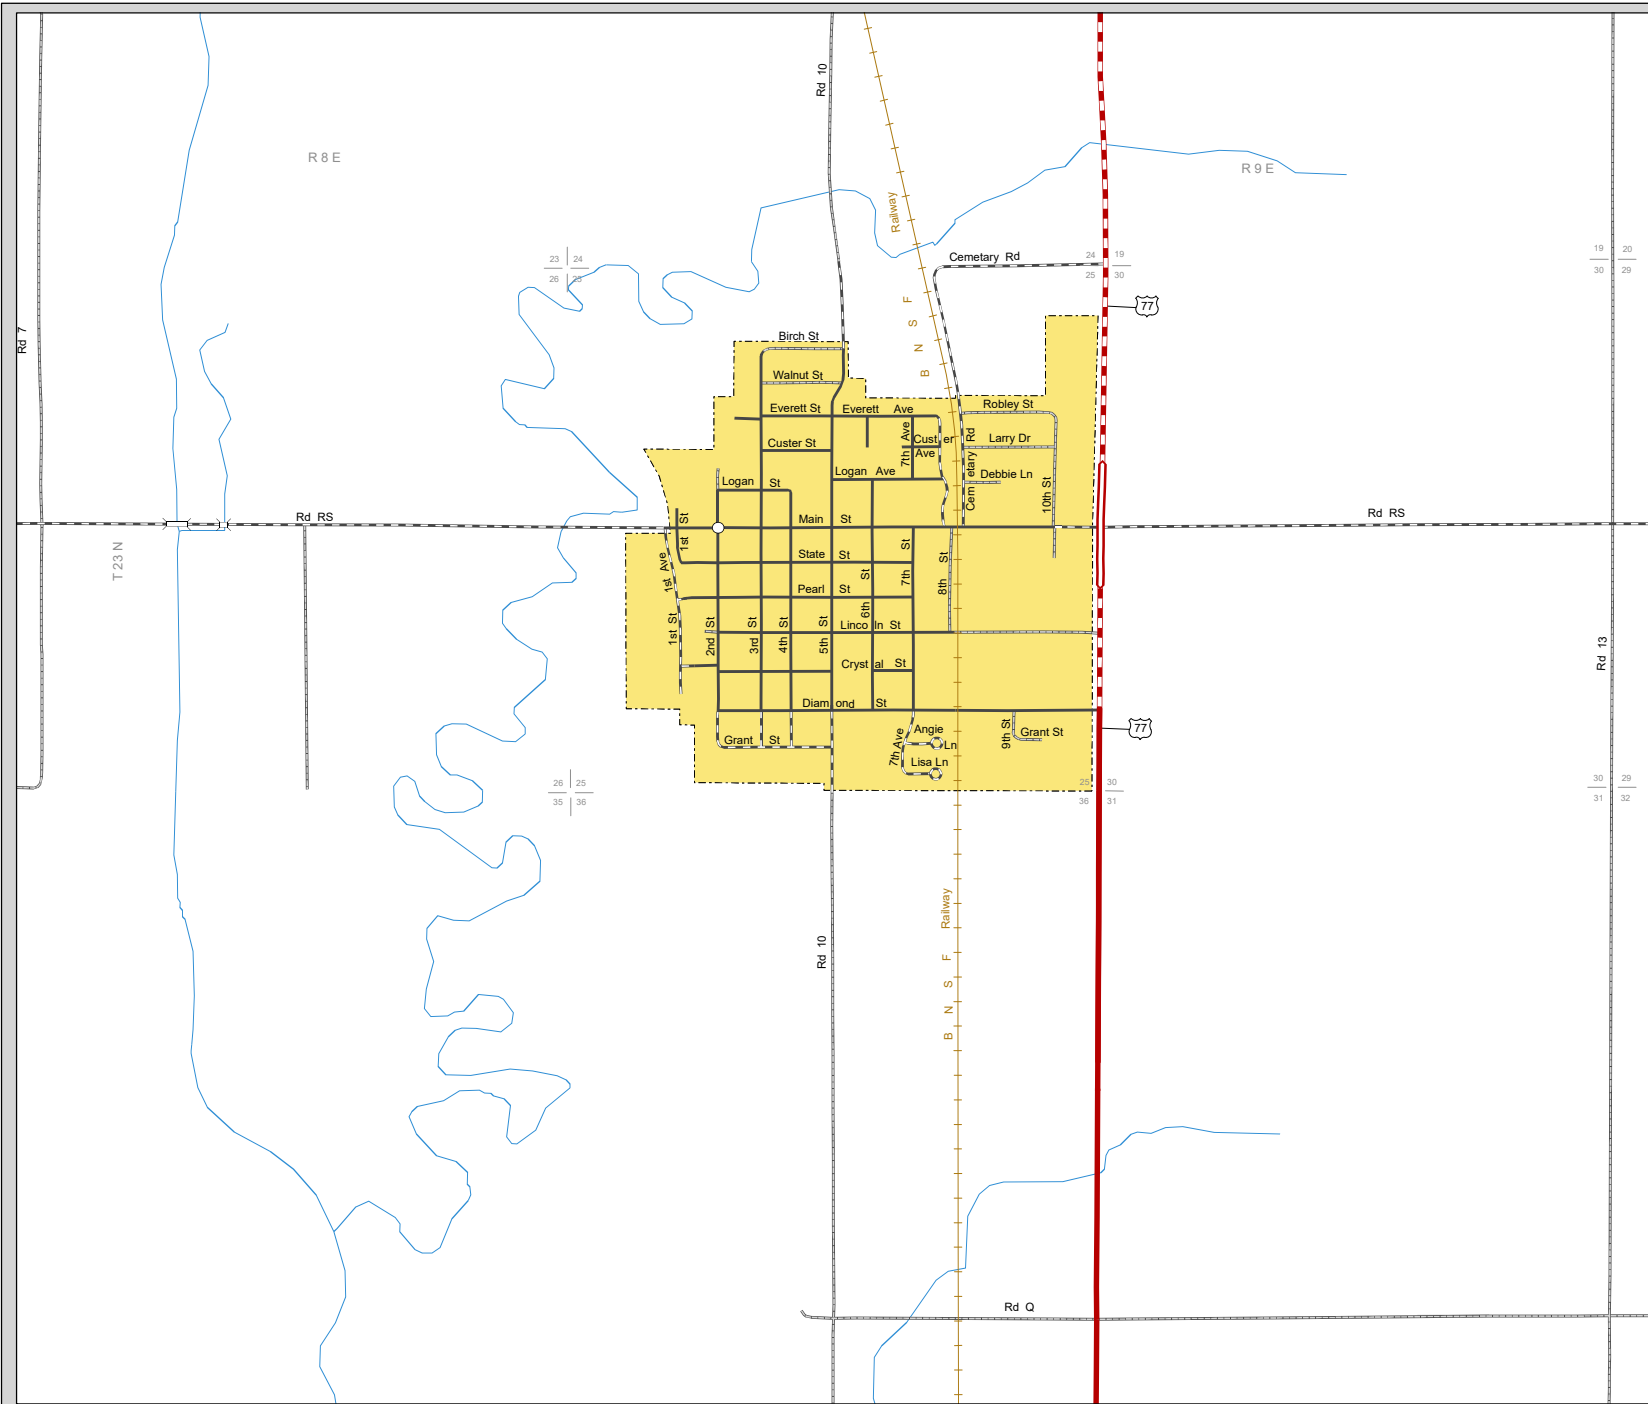 Rd 10
R 8 E
R 9 E
Railway
Cemetary Rd
23 24
26 25
24 19
25 30
19 20
30 29
77
B N S F
Rd 7
Birch St
Walnut St
Everett St
Everett Ave
Robley St
Custer St
7th Ave
Custer Ave
Cemetary Rd
Larry Dr
Logan Ave
Debbie Ln
Logan St
10th St
Rd RS
1st St
Main St
Rd RS
T 23 N
1st Ave
State St
7th St
8th St
Pearl St
6th St
1st St
2nd St
3rd St
4th St
5th St
Lincoln St
Rd 13
Crystal St
Diamond St
77
Grant St
7th Ave
Angie Ln
9th St
Grant St
Lisa Ln
26 25
35 36
25 30
36 31
30 29
31 32
Rd 10
Railway
B N S F
Rd Q